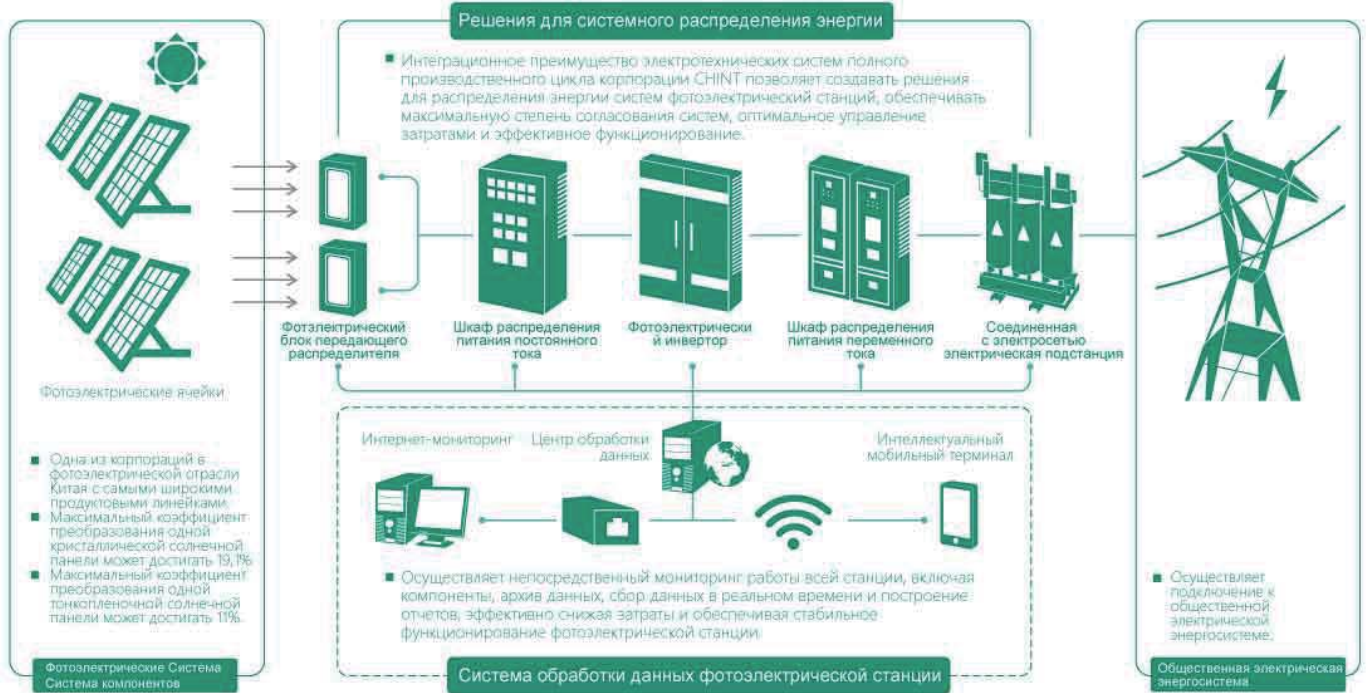 Решения для системного распределения энергии
■ Интеграционное преимущество электротехнических систем полного
производственного цикла корпорации CHINT позволяет создавать решения
для распределения энергии систем фотоэлектрический станций, обеспечивать
максимальную степень согласования систем, оптимальное управление
затратами и эффективное функционирование.
Фотоэлектрические ячейки
■ Одна из корпораций в
фотоэлектрической отрасли
Китая с самыми широкими
продуктовыми линейками.
■ Максимальный коэффициент
преобразования одной
кристаллической солнечной
панели может достигать 19,1%
■ Максимальный коэффициент
преобразования одной
тонкопленочной солнечной
панели может достигать 11%.
Фотоэлектрические Система
Система компонентов
Фотэлектрический
блок передающего
распределителя
Шкаф распределения
питания постоянного
тока
Фотоэлектрически
й инвертор
Шкаф распределения
питания переменного
тока
Соединенная
с электросетью
электрическая подстанция
Интернет-мониторинг
Центр обработки
данных
Интеллектуальный
мобильный терминал
■ Осуществляет непосредственный мониторинг работы всей станции, включая
компоненты, архив данных, сбор данных в реальном времени и построение
отчетов, эффективно снижая затраты и обеспечивая стабильное
функционирование фотоэлектрической станции.
Система обработки данных фотоэлектрической станции
■ Осуществляет
подключение к
общественной
электрической
энергосистеме.
Общественная электрическая
энергосистема